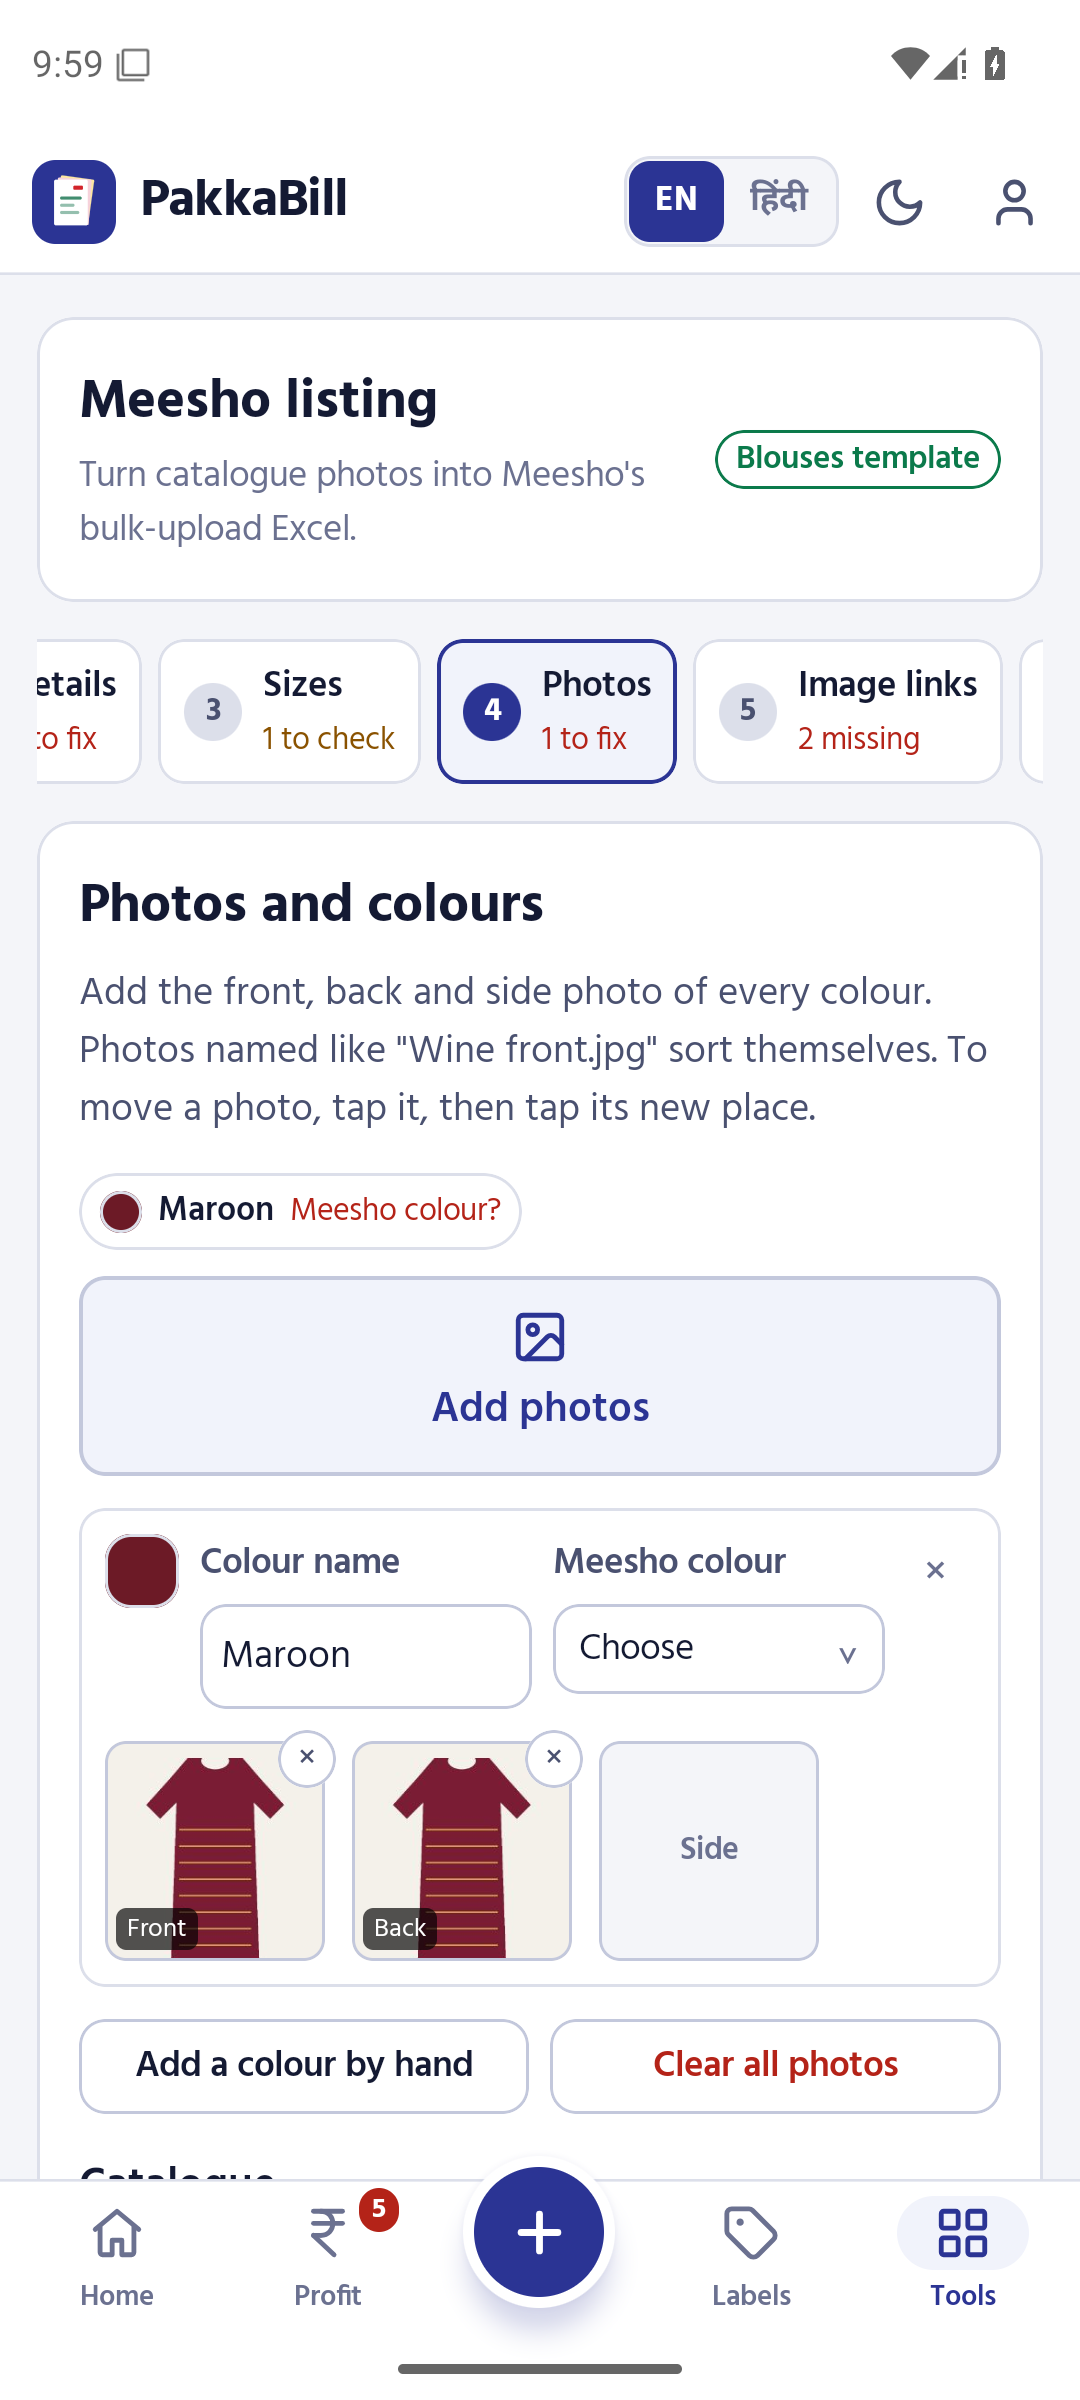 9:59
PakkaBill
EN हिंदी
Meesho listing
Turn catalogue photos into Meesho's
bulk-upload Excel.
Blouses template
etails
to fix
3 Sizes
1 to check
4 Photos
1 to fix
5 Image links
2 missing
Photos and colours
Add the front, back and side photo of every colour.
Photos named like "Wine front.jpg" sort themselves. To
move a photo, tap it, then tap its new place.
Maroon Meesho colour?
Add photos
Colour name Meesho colour ×
Maroon Choose
× ×
Front Back Side
Add a colour by hand Clear all photos
Catalogue
5
Home Profit Labels Tools